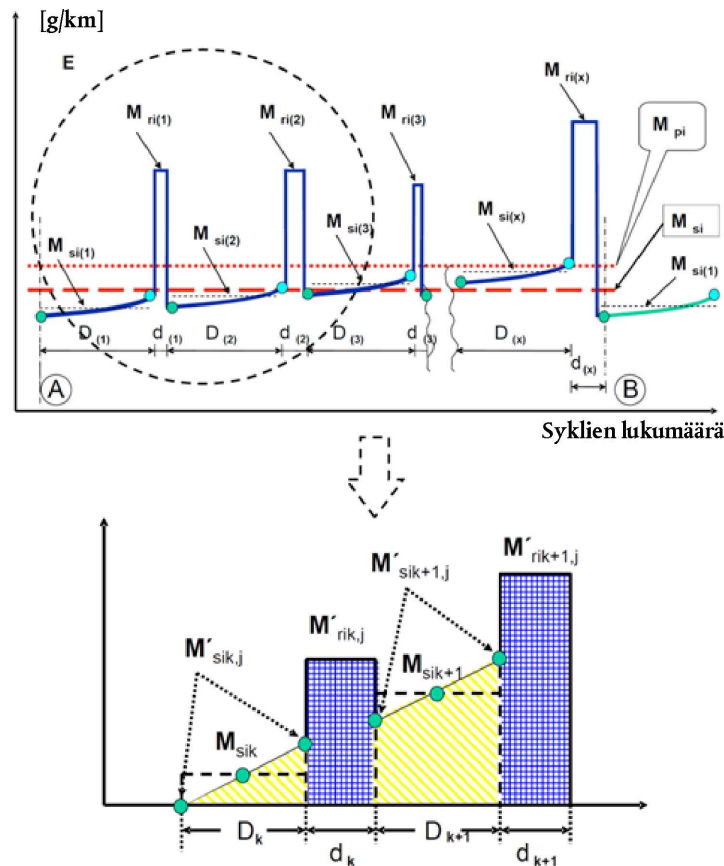 [g/km]
E
M ri(1)
M ri(2)
M ri(3)
M ri(x)
M pi
M si(1)
M si(2)
M si(3)
M si(x)
M si
M si(1)
D (1)
d (1)
D (2)
d (2)
D (3)
d (3)
D (x)
d (x)
A
B
Syklien lukumäärä
M´ sik,j
M´ rik,j
M´ sik+1,j
M´ rik+1,j
M sik
M sik+1
D k
d k
D k+1
d k+1